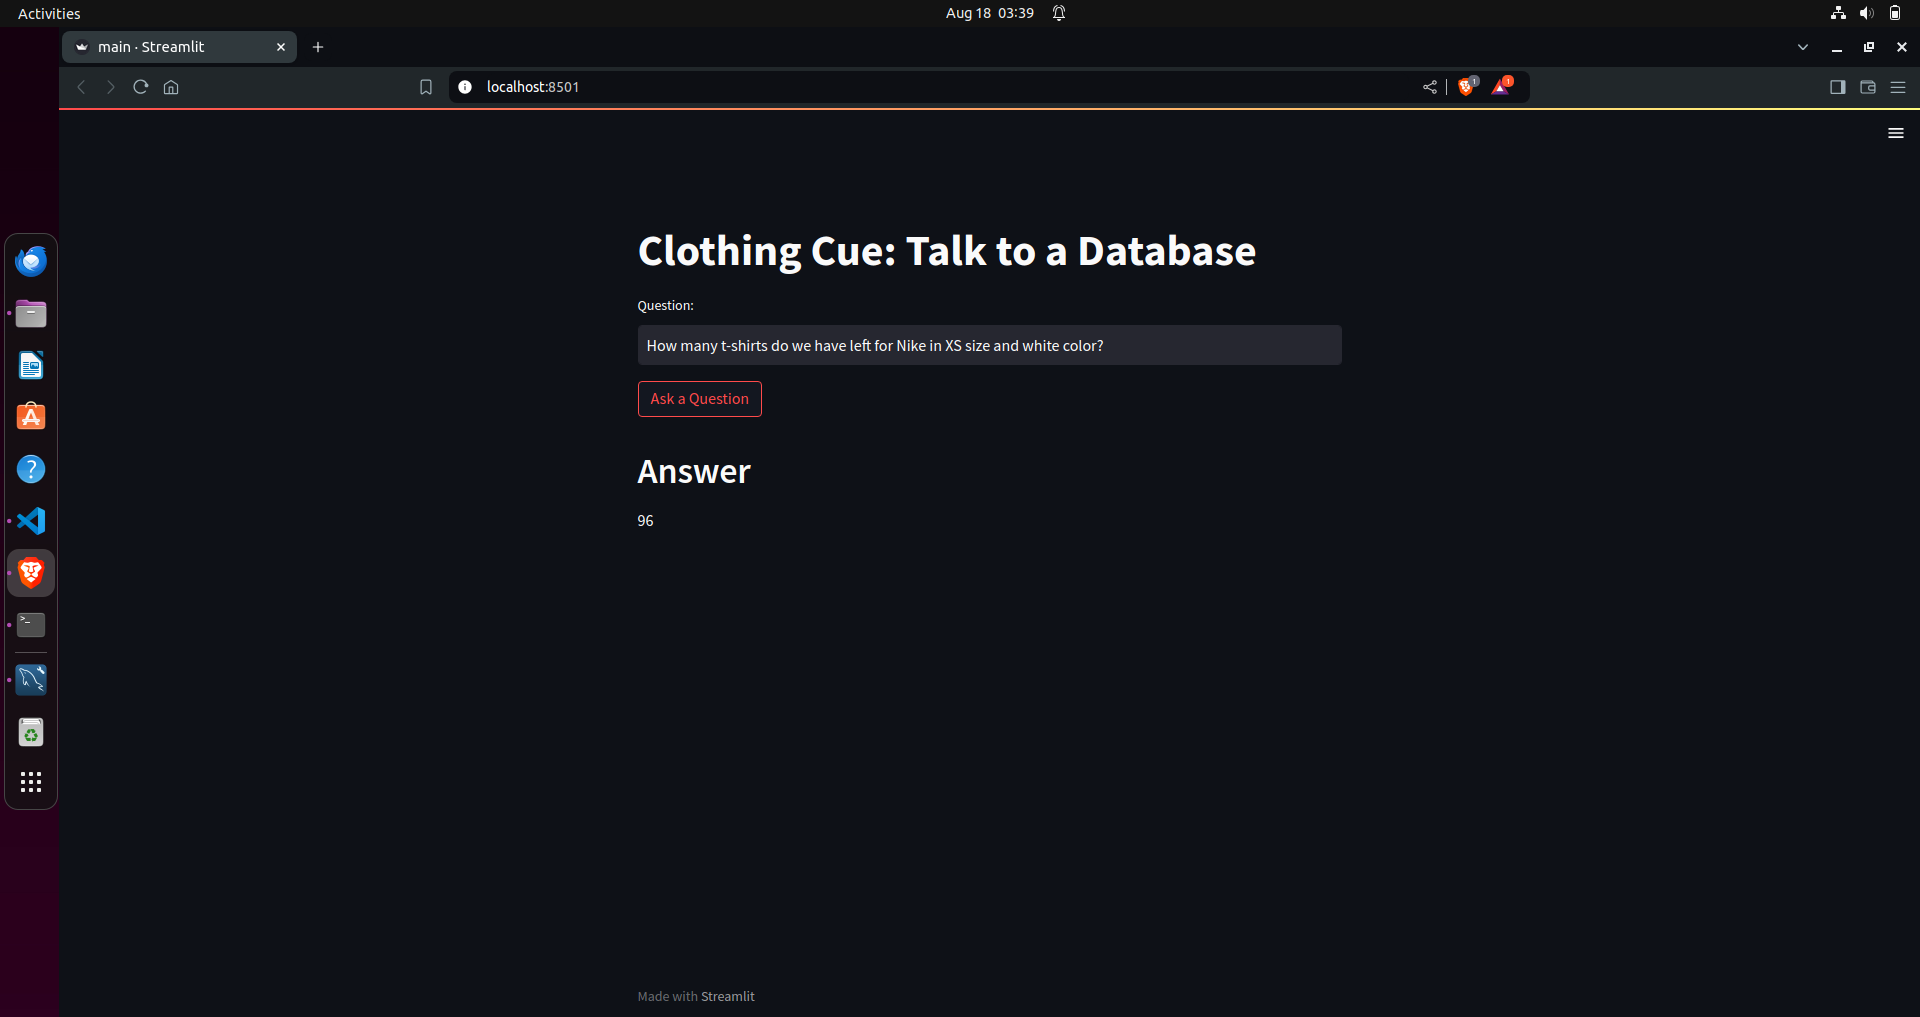 Activities
Aug 18 03:39
main · Streamlit
localhost:8501
1
1
Clothing Cue: Talk to a Database
Question:
How many t-shirts do we have left for Nike in XS size and white color?
Ask a Question
Answer
96
Made with Streamlit